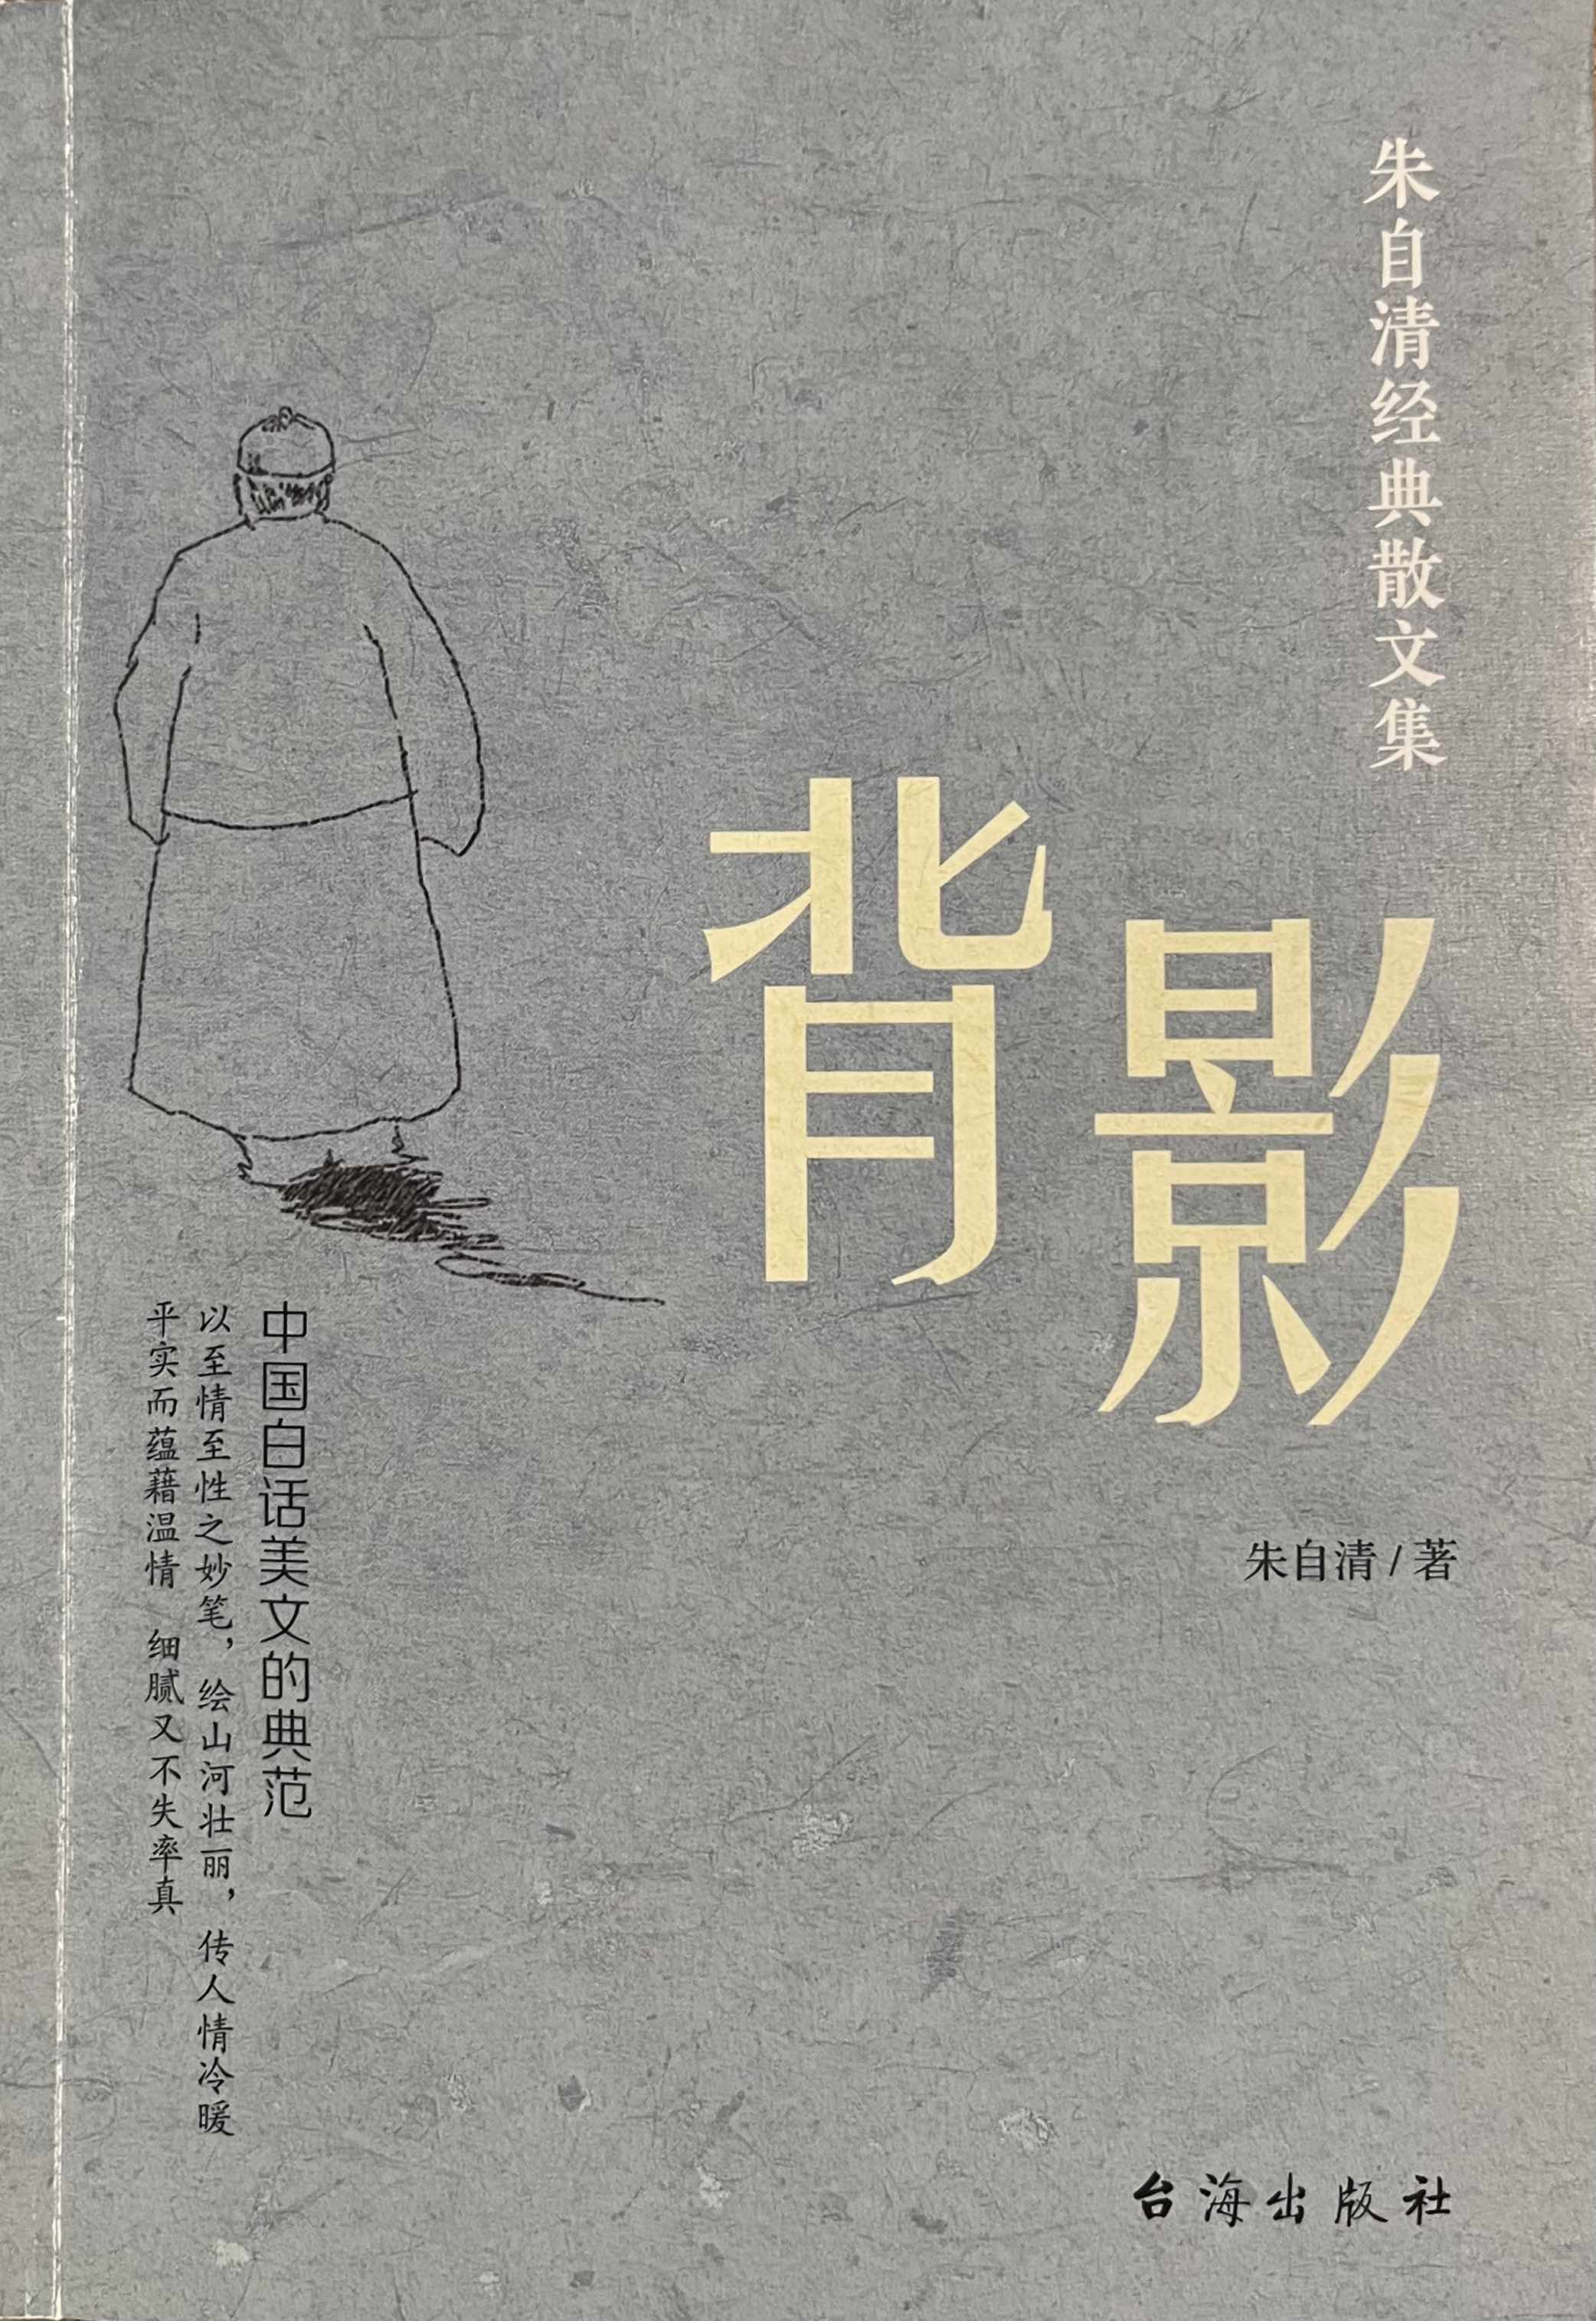 朱自清经典散文集
背影
朱自清/著
中国白话美文的典范
以至情至性之妙笔，绘山河壮丽，传人情冷暖
平实而蕴藉温情 细腻又不失率真
台海出版社